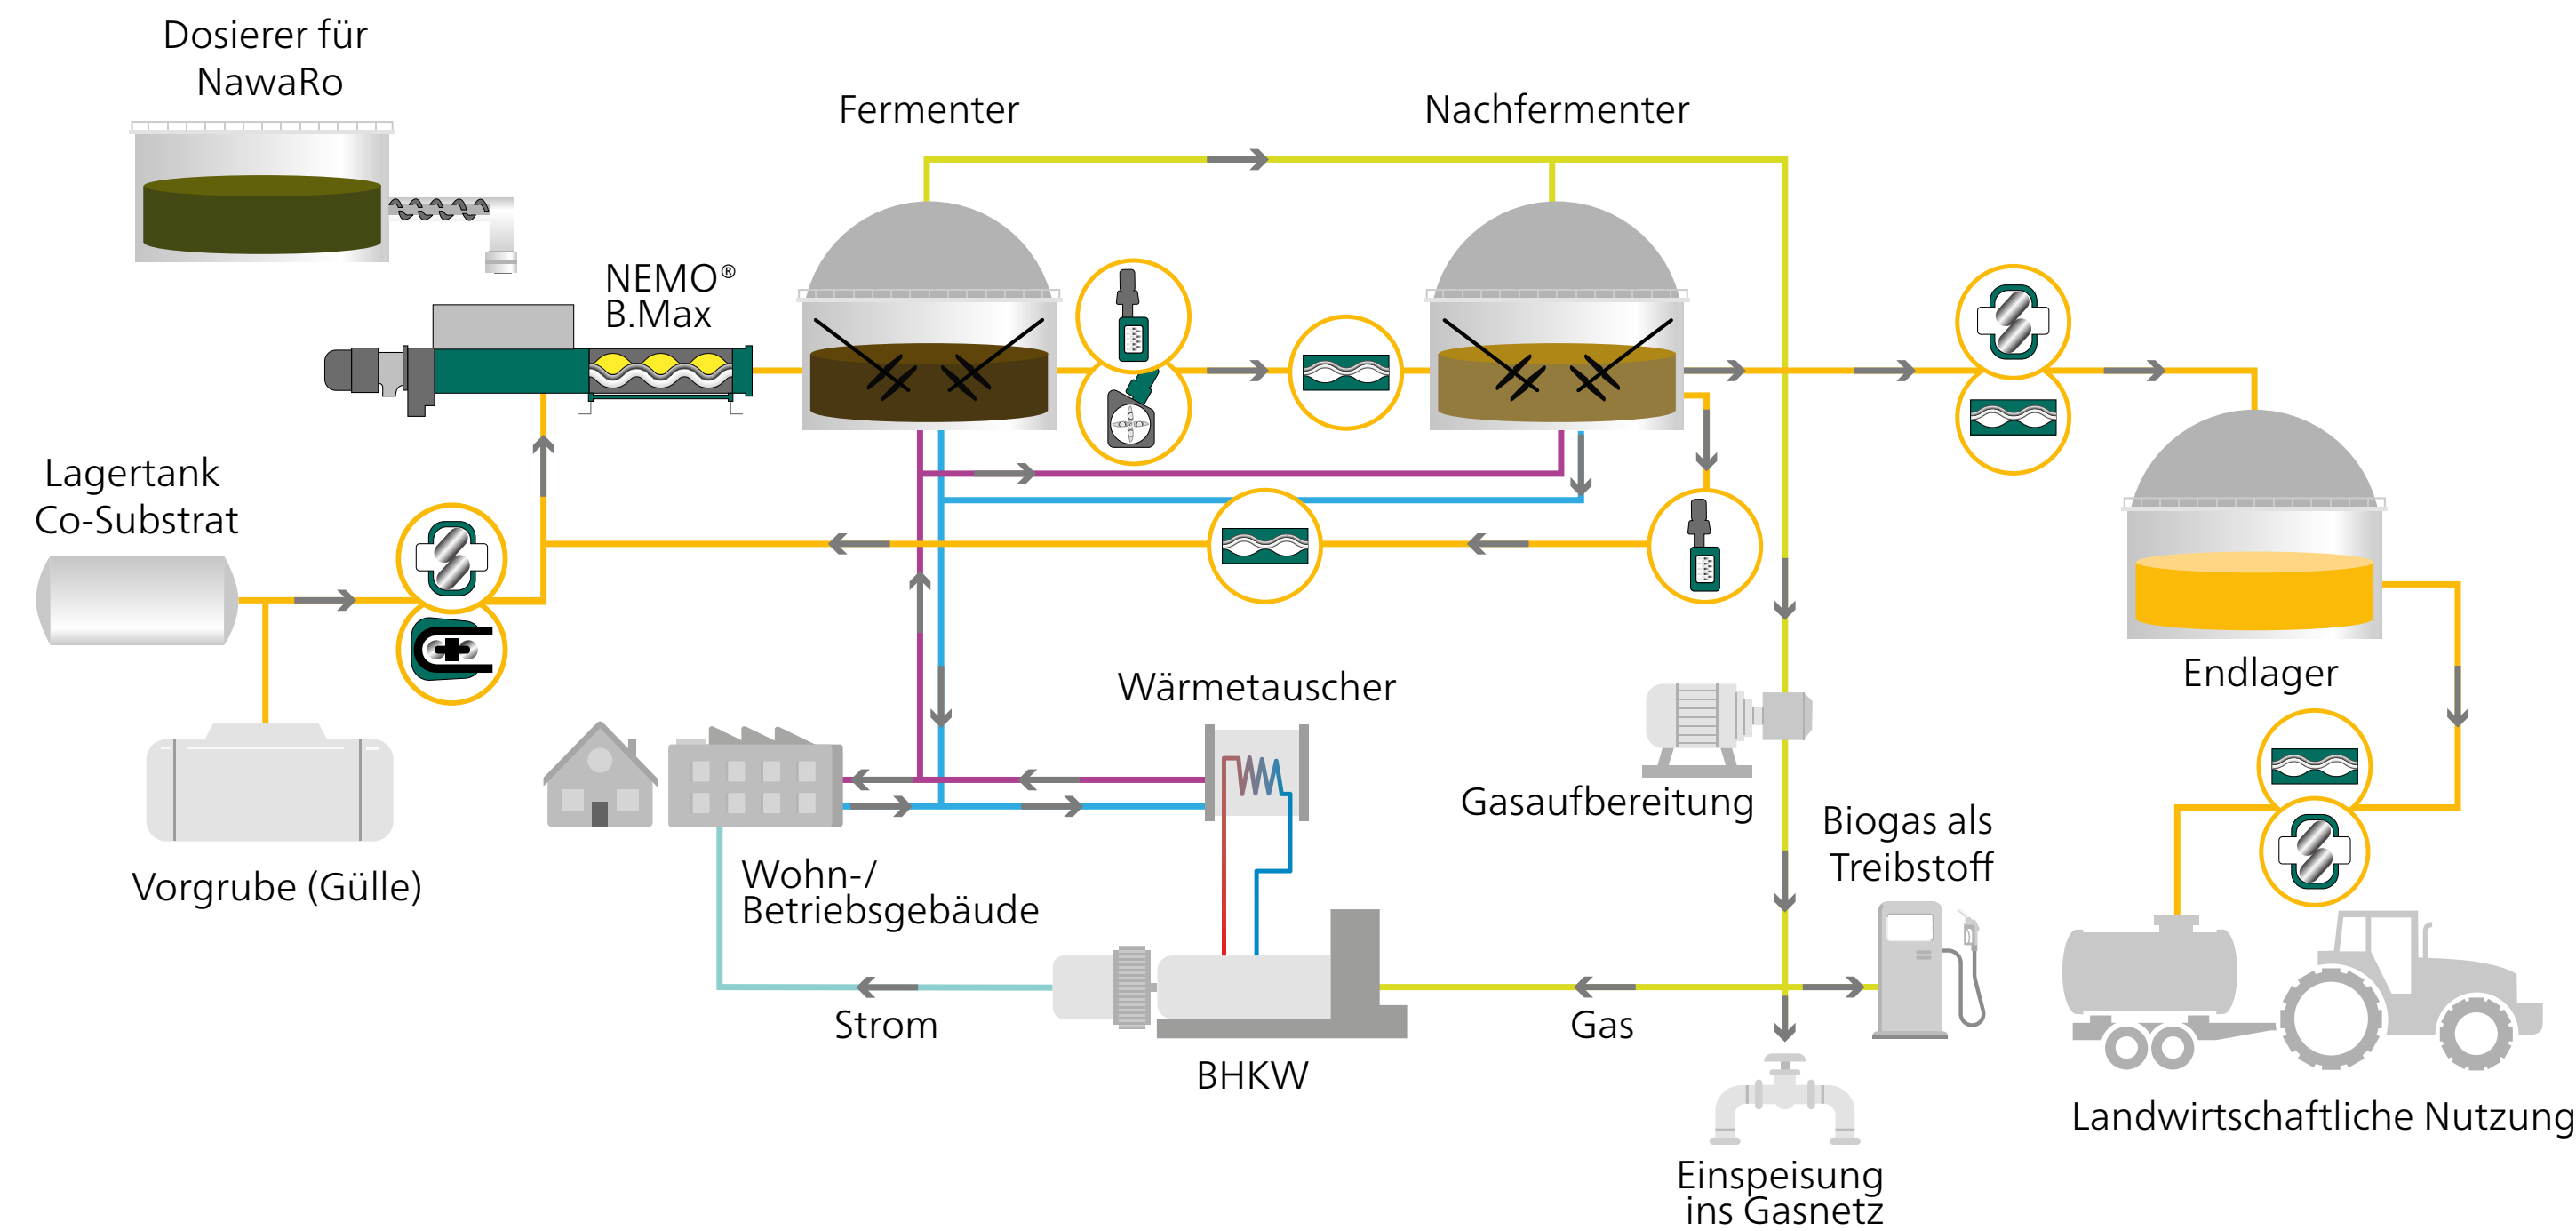 Dosierer für
NawaRo
Fermenter
Nachfermenter
NEMO®
B.Max
Lagertank
Co-Substrat
Vorgrube (Gülle)
Wärmetauscher
Endlager
Gasaufbereitung
Biogas als
Treibstoff
Wohn-/
Betriebsgebäude
Strom
Gas
BHKW
Landwirtschaftliche Nutzung
Einspeisung
ins Gasnetz